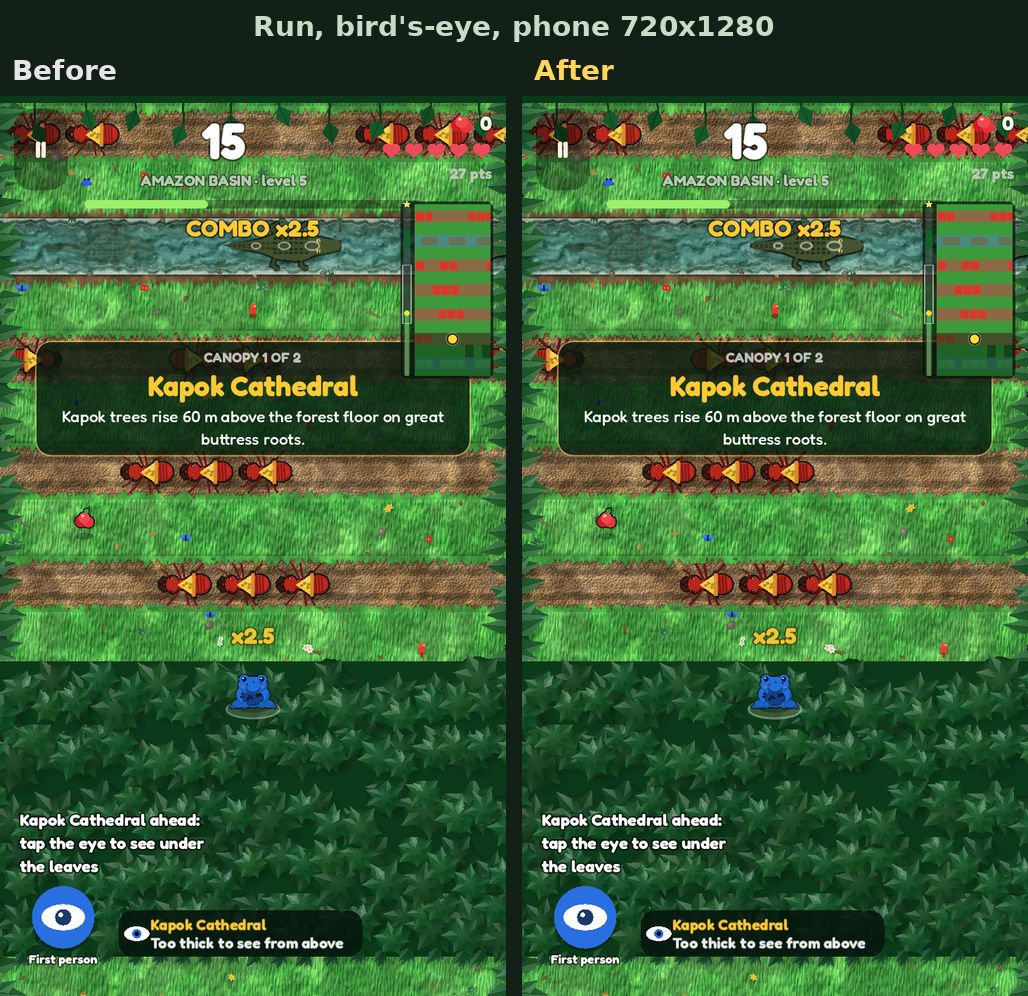 Run, bird's-eye, phone 720x1280
Before
15
0
27 pts
AMAZON BASIN · level 5
COMBO x2.5
CANOPY 1 OF 2
Kapok Cathedral
Kapok trees rise 60 m above the forest floor on great
buttress roots.
x2.5
Kapok Cathedral ahead:
tap the eye to see under
the leaves
First person
Kapok Cathedral
Too thick to see from above
After
15
0
27 pts
AMAZON BASIN · level 5
COMBO x2.5
CANOPY 1 OF 2
Kapok Cathedral
Kapok trees rise 60 m above the forest floor on great
buttress roots.
x2.5
Kapok Cathedral ahead:
tap the eye to see under
the leaves
First person
Kapok Cathedral
Too thick to see from above